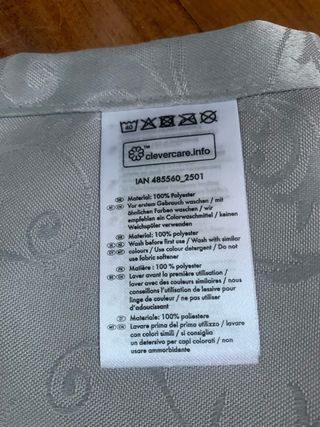 40
clevercare.info
IAN 485560_2501
Material: 100% Polyester
Vor erstem Gebrauch waschen / mit
ähnlichen Farben waschen / wir
empfehlen ein Colorwaschmittel / keinen
Weichspüler verwenden
Material: 100% polyester
Wash before first use / Wash with similar
colours / Use colour detergent / Do not
use fabric softener
Matière : 100 % polyester
Laver avant la première utilisation /
laver avec des couleurs similaires / nous
conseillons l'utilisation de lessive pour
linge de couleur / ne pas utiliser
d'adoucissant
Materiale: 100% poliestere
Lavare prima del primo utilizzo / lavare
con colori simili / si consiglia
un detersivo per capi colorati / non
usare ammorbidente